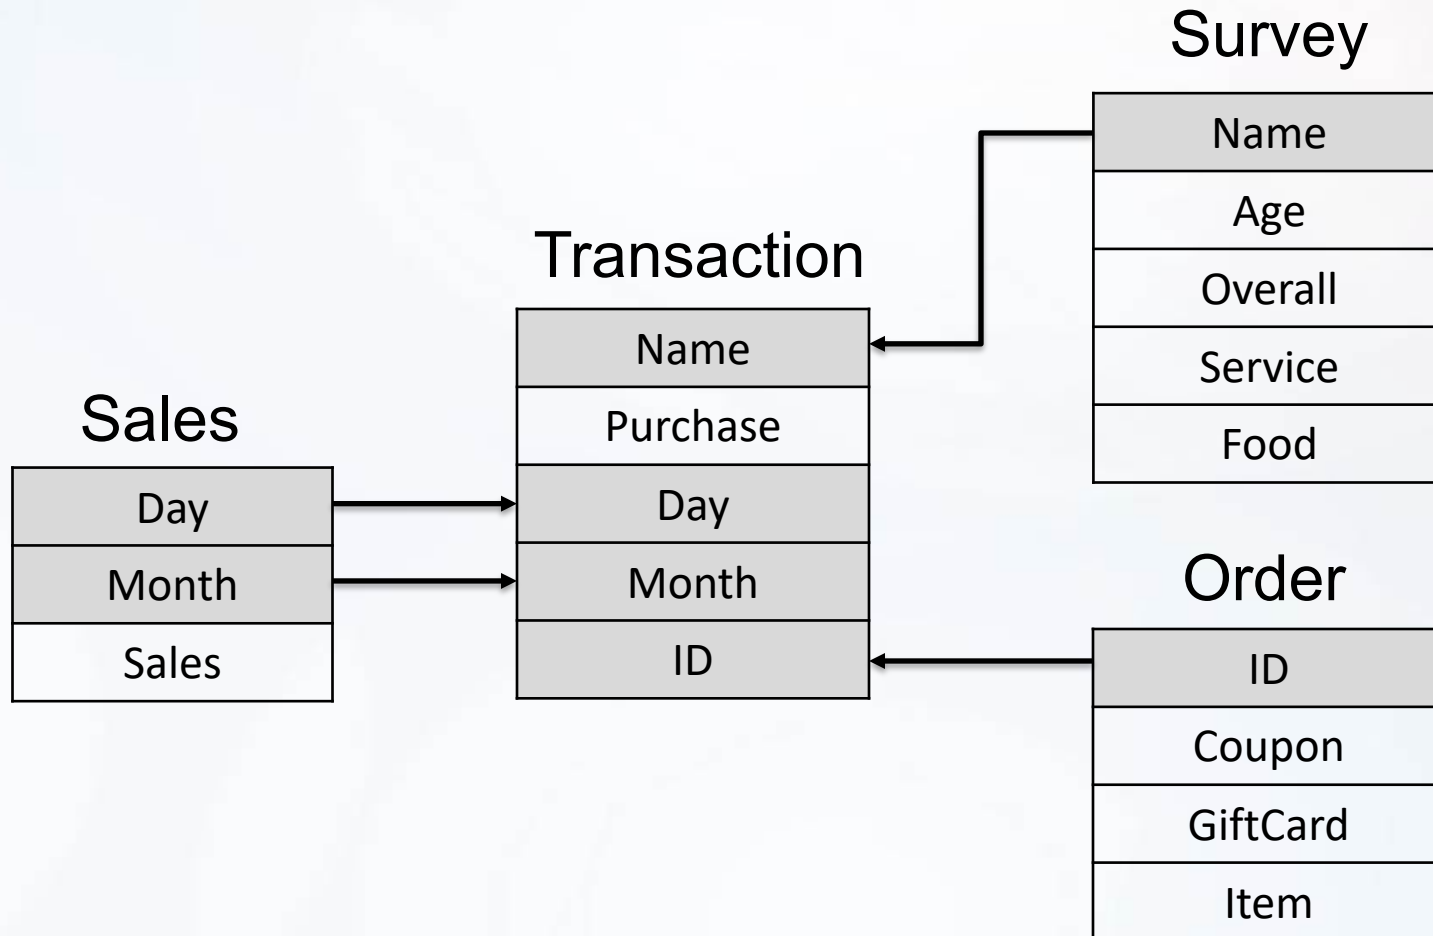 Survey
Name
Age
Overall
Service
Food
Transaction
Name
Purchase
Day
Month
ID
Sales
Day
Month
Sales
Order
ID
Coupon
GiftCard
Item